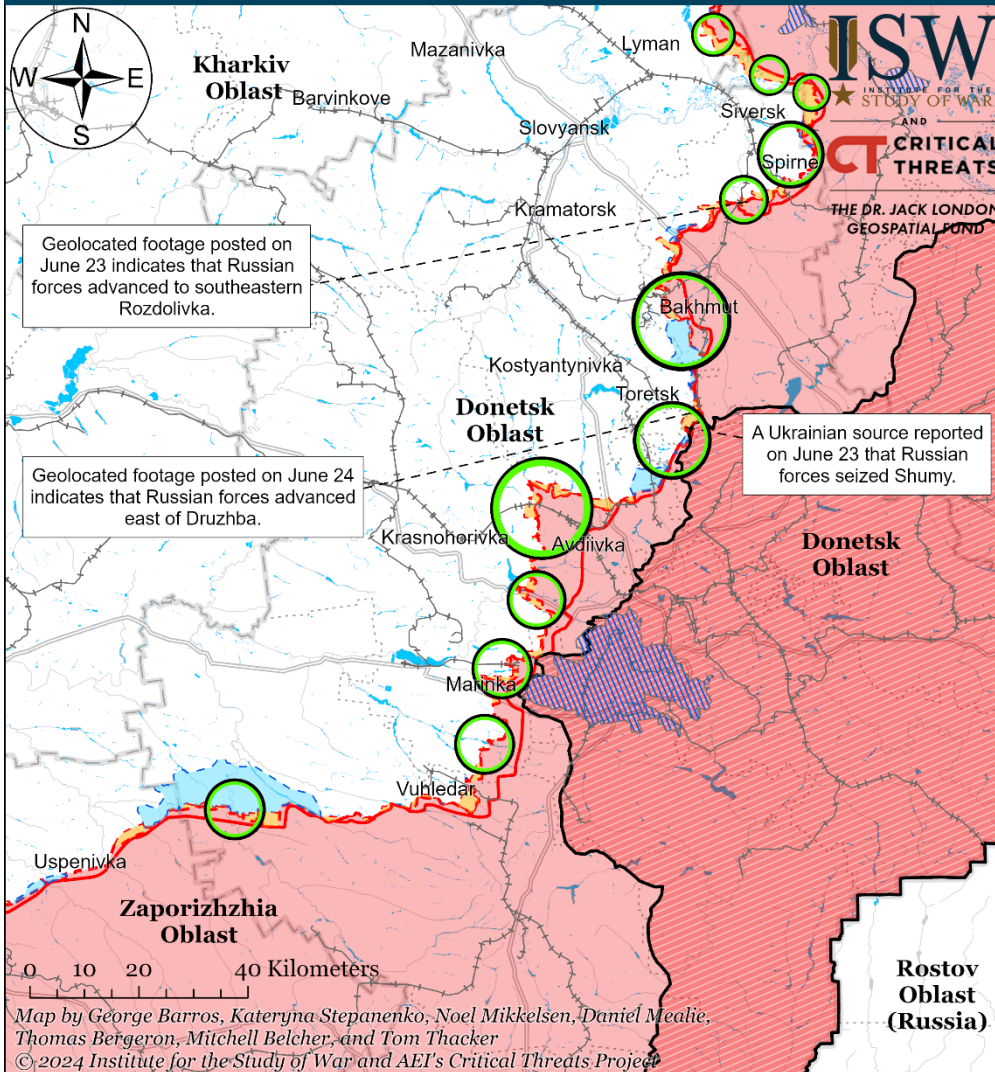 N
W E
S
Kharkiv
Oblast
Mazanivka
Lyman
Barvinkove
Slovyansk
Siversk
Spirne
Kramatorsk
ISW
INSTITUTE FOR THE
STUDY OF WAR
AND
CT CRITICAL
THREATS
THE DR. JACK LONDON
GEOSPATIAL FUND
Geolocated footage posted on
June 23 indicates that Russian
forces advanced to southeastern
Rozdolivka.
Bakhmut
Kostyantynivka
Toretsk
Donetsk
Oblast
A Ukrainian source reported
on June 23 that Russian
forces seized Shumy.
Geolocated footage posted on June 24
indicates that Russian forces advanced
east of Druzhba.
Krasnohorivka
Avdiivka
Donetsk
Oblast
Marinka
Vuhledar
Uspenivka
Zaporizhzhia
Oblast
0 10 20 40 Kilometers
Rostov
Oblast
(Russia)
Map by George Barros, Kateryna Stepanenko, Noel Mikkelsen, Daniel Mealie,
Thomas Bergeron, Mitchell Belcher, and Tom Thacker
© 2024 Institute for the Study of War and AEI's Critical Threats Project